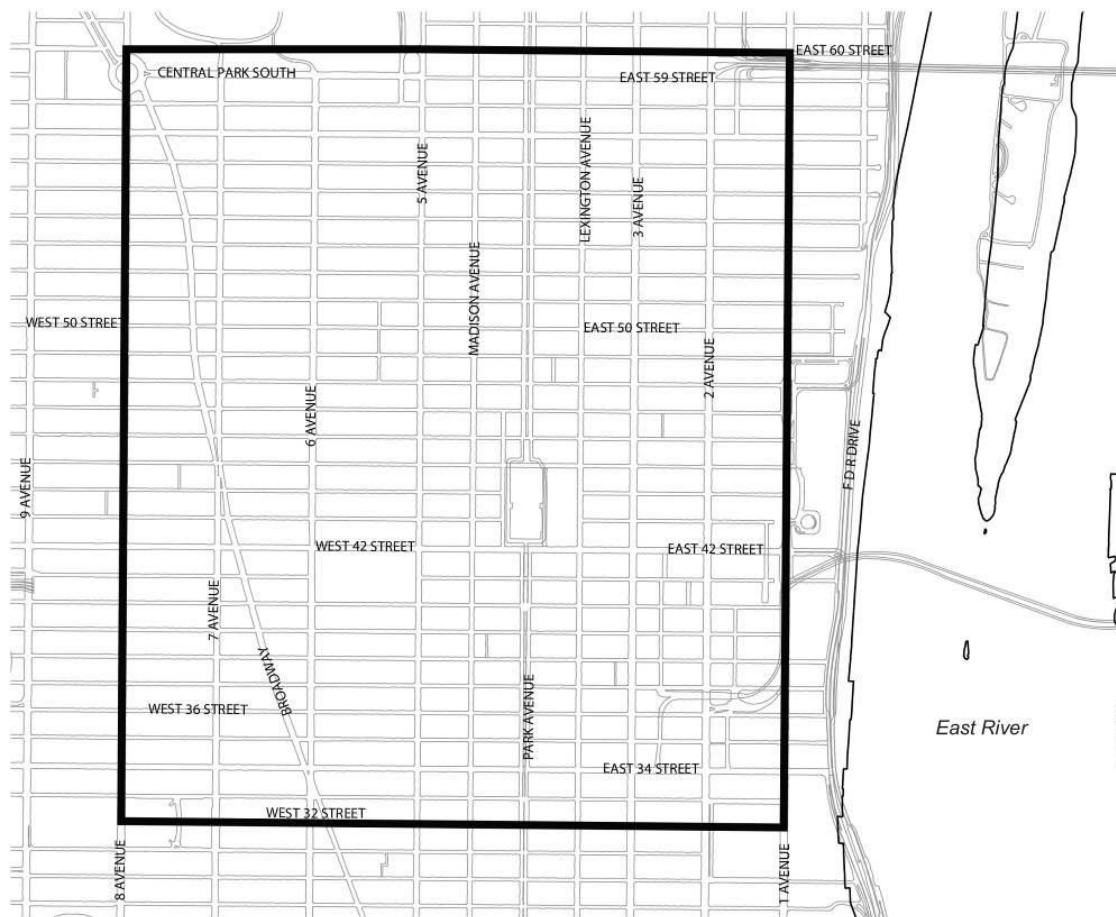 EAST 60 STREET
CENTRAL PARK SOUTH
EAST 59 STREET
5 AVENUE
LEXINGTON AVENUE
3 AVENUE
MADISON AVENUE
WEST 50 STREET
EAST 50 STREET
2 AVENUE
6 AVENUE
9 AVENUE
F D R DRIVE
WEST 42 STREET
EAST 42 STREET
7 AVENUE
BROADWAY
PARK AVENUE
WEST 36 STREET
East River
EAST 34 STREET
WEST 32 STREET
8 AVENUE
1 AVENUE